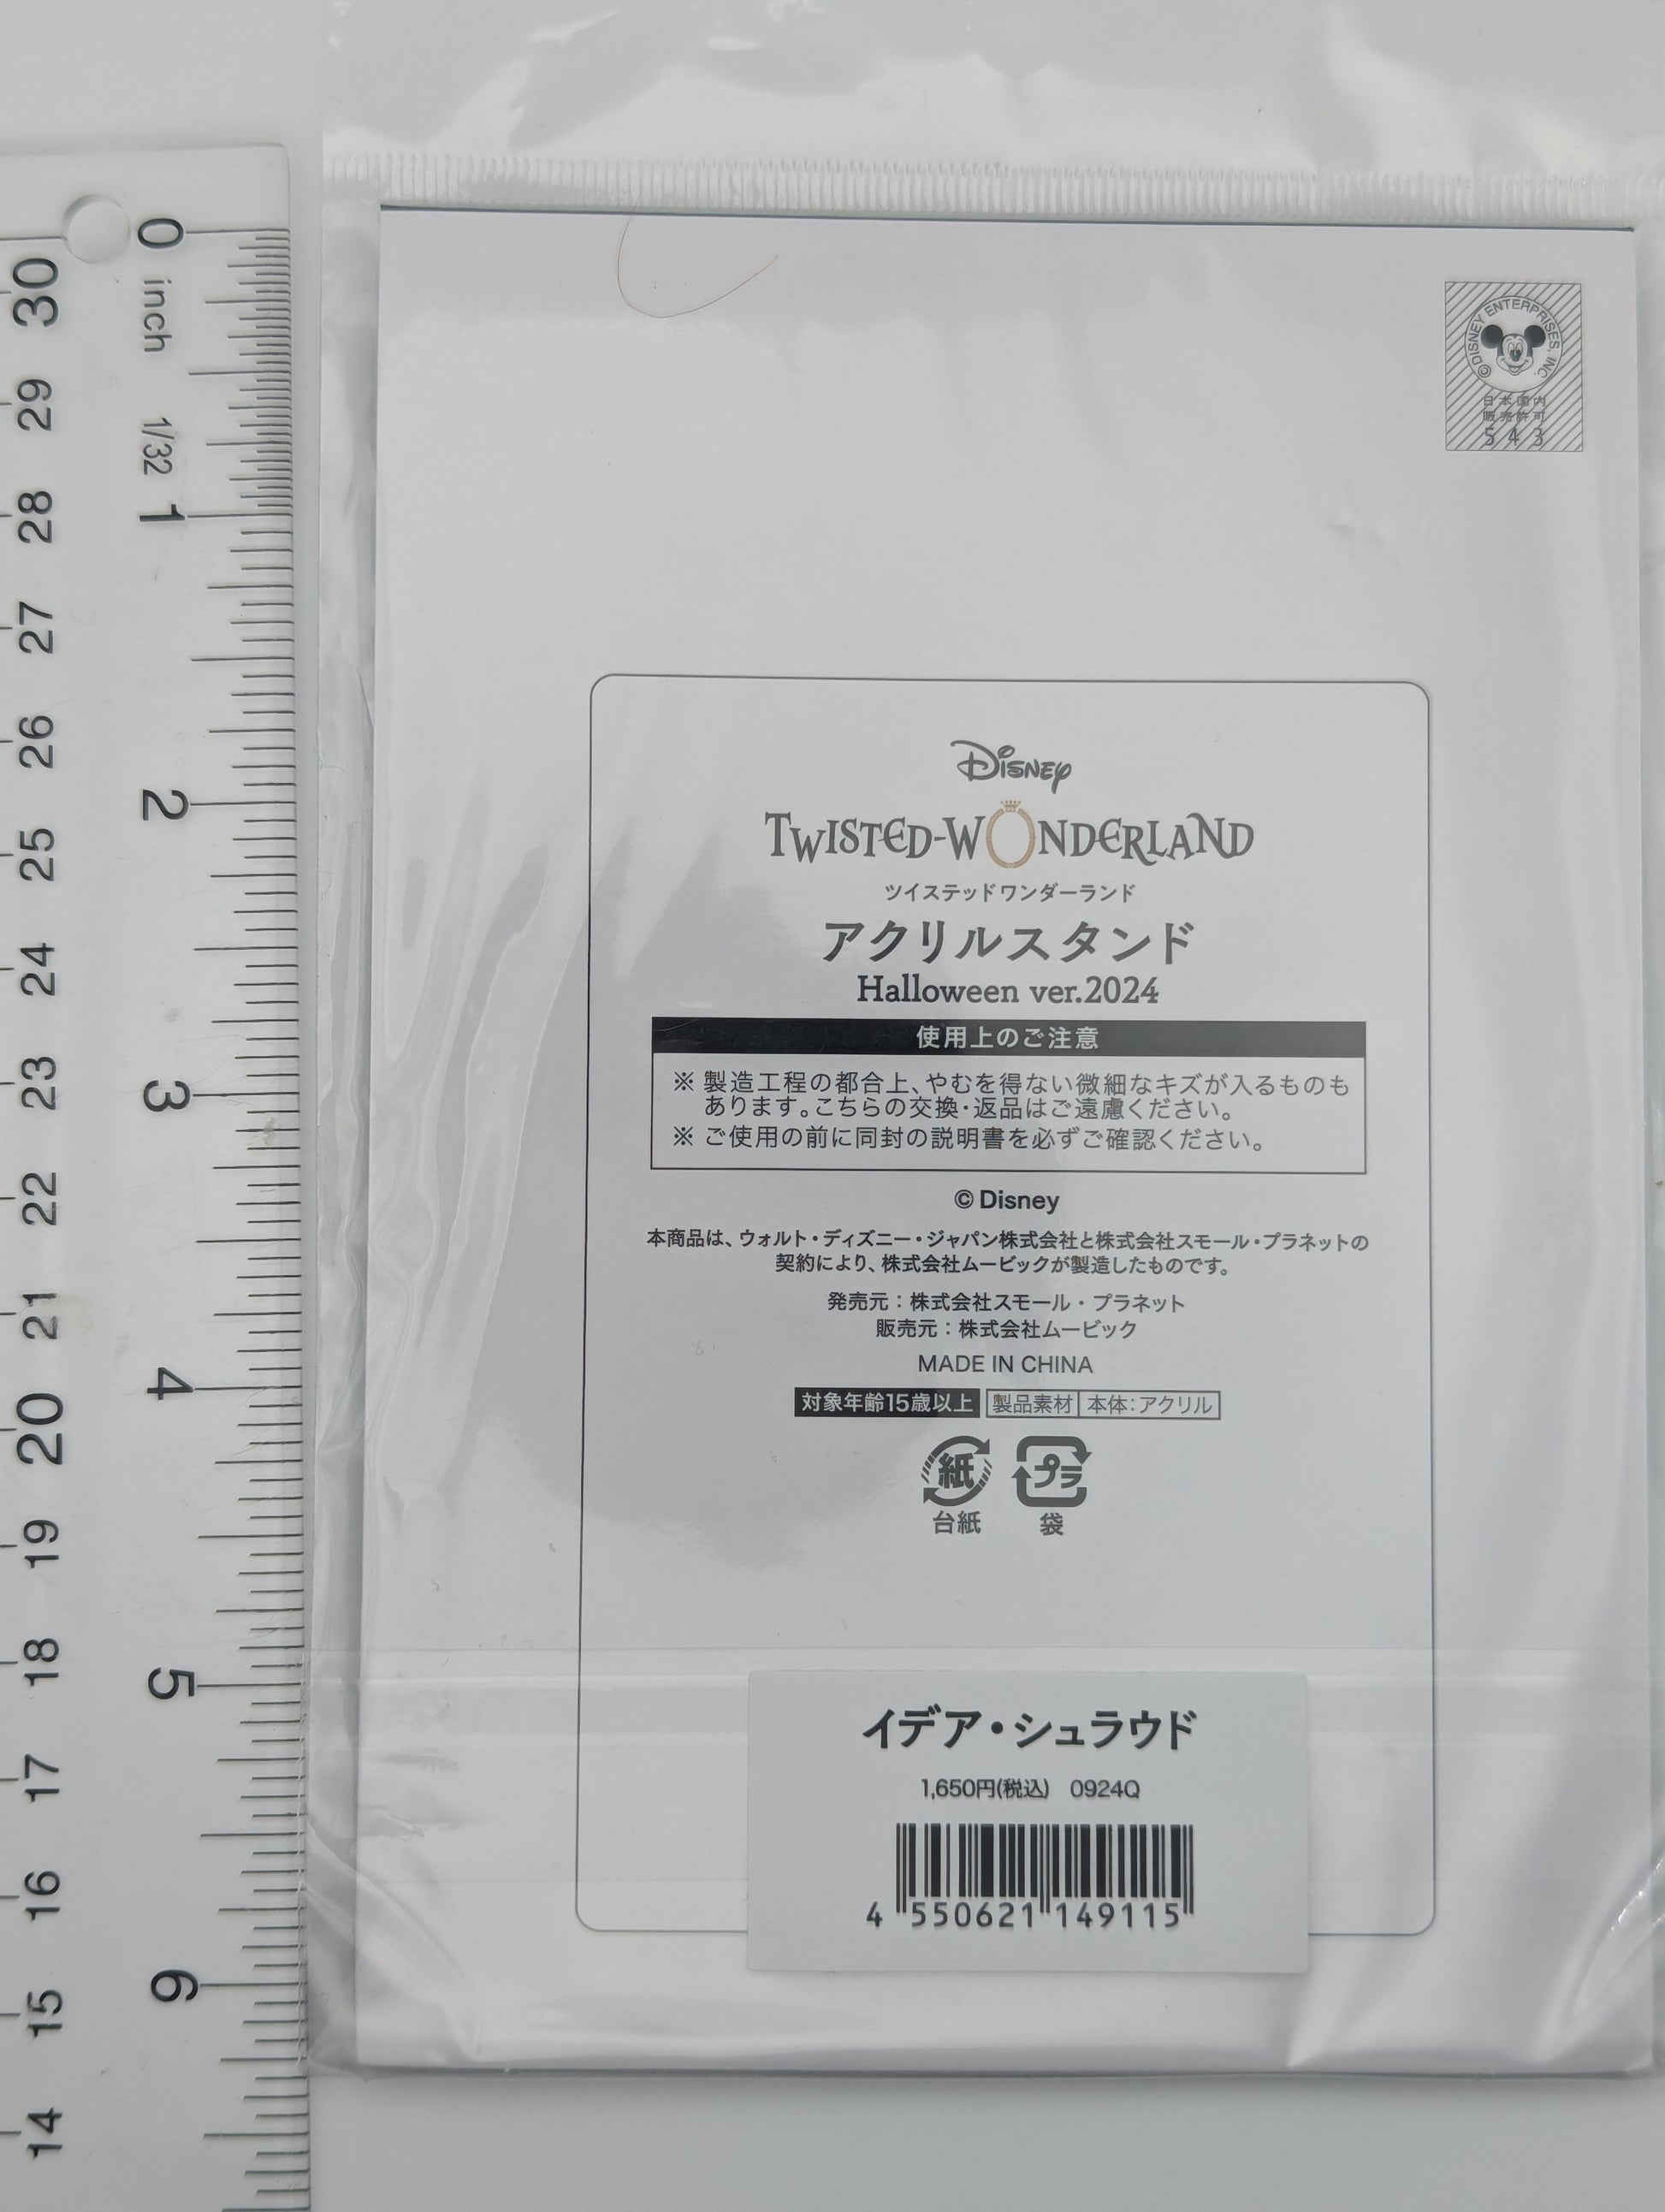 0 inch 1/32 1 2 3 4 5 6
30 29 28 27 26 25 24 23 22 21 20 19 18 17 16 15 14
©DISNEY ENTERPRISES, INC.
日本国内
販売許可
543
Disney
TWISTED-WONDERLAND
ツイステッドワンダーランド
アクリルスタンド
Halloween ver.2024
使用上のご注意
※ 製造工程の都合上、やむを得ない微細なキズが入るものも
あります。こちらの交換・返品はご遠慮ください。
※ ご使用の前に同封の説明書を必ずご確認ください。
© Disney
本商品は、ウォルト・ディズニー・ジャパン株式会社と株式会社スモール・プラネットの
契約により、株式会社ムービックが製造したものです。
発売元：株式会社スモール・プラネット
販売元：株式会社ムービック
MADE IN CHINA
対象年齢15歳以上 製品素材 本体：アクリル
紙 プラ
台紙 袋
イデア・シュラウド
1,650円(税込) 0924Q
4 550621 149115